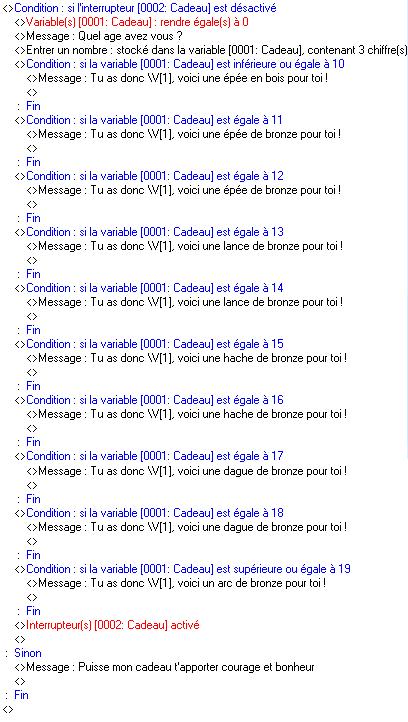 <>Condition : si l'interrupteur [0002: Cadeau] est désactivé
<>Variable(s) [0001: Cadeau] : rendre égale(s) à 0
<>Message : Quel age avez vous ?
<>Entrer un nombre : stocké dans la variable [0001: Cadeau], contenant 3 chiffre(s)
<>Condition : si la variable [0001: Cadeau] est inférieure ou égale à 10
<>Message : Tu as donc \V[1], voici une épée en bois pour toi !
<>
: Fin
<>Condition : si la variable [0001: Cadeau] est égale à 11
<>Message : Tu as donc \V[1], voici une épée de bronze pour toi !
<>
: Fin
<>Condition : si la variable [0001: Cadeau] est égale à 12
<>Message : Tu as donc \V[1], voici une épée de bronze pour toi !
<>
: Fin
<>Condition : si la variable [0001: Cadeau] est égale à 13
<>Message : Tu as donc \V[1], voici une lance de bronze pour toi !
<>
: Fin
<>Condition : si la variable [0001: Cadeau] est égale à 14
<>Message : Tu as donc \V[1], voici une lance de bronze pour toi !
<>
: Fin
<>Condition : si la variable [0001: Cadeau] est égale à 15
<>Message : Tu as donc \V[1], voici une hache de bronze pour toi !
<>
: Fin
<>Condition : si la variable [0001: Cadeau] est égale à 16
<>Message : Tu as donc \V[1], voici une hache de bronze pour toi !
<>
: Fin
<>Condition : si la variable [0001: Cadeau] est égale à 17
<>Message : Tu as donc \V[1], voici une dague de bronze pour toi !
<>
: Fin
<>Condition : si la variable [0001: Cadeau] est égale à 18
<>Message : Tu as donc \V[1], voici une dague de bronze pour toi !
<>
: Fin
<>Condition : si la variable [0001: Cadeau] est supérieure ou égale à 19
<>Message : Tu as donc \V[1], voici un arc de bronze pour toi !
<>
: Fin
<>Interrupteur(s) [0002: Cadeau] activé
<>
: Sinon
<>Message : Puisse mon cadeau t'apporter courage et bonheur
<>
: Fin
<>